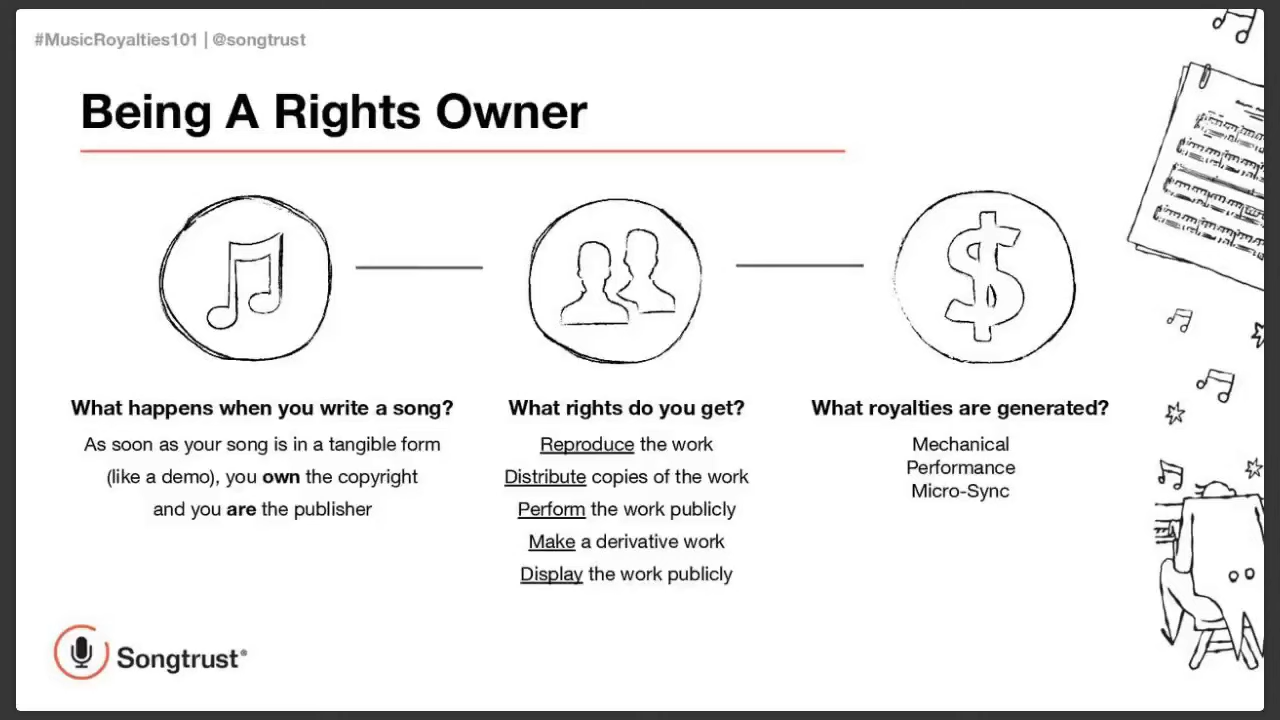 #MusicRoyalties101 | @songtrust
Being A Rights Owner
What happens when you write a song?
As soon as your song is in a tangible form
(like a demo), you own the copyright
and you are the publisher
What rights do you get?
Reproduce the work
Distribute copies of the work
Perform the work publicly
Make a derivative work
Display the work publicly
What royalties are generated?
Mechanical
Performance
Micro-Sync
Songtrust®